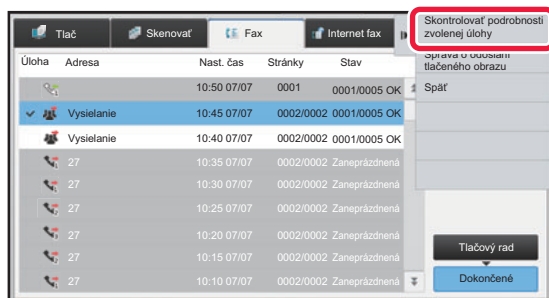 Tlač Skenovať Fax Internet fax
Skontrolovať podrobnosti
zvolenej úlohy
Správa o odoslaní
tlačeného obrazu
Späť
Úloha Adresa Nast. čas Stránky Stav
10:50 07/07 0001 0001/0005 OK
Vysielanie 10:45 07/07 0002/0002 0001/0005 OK
Vysielanie 10:40 07/07 0002/0002 0001/0005 OK
27 10:35 07/07 0002/0002 Zaneprázdnená
27 10:30 07/07 0002/0002 Zaneprázdnená
27 10:25 07/07 0002/0002 Zaneprázdnená
27 10:20 07/07 0002/0002 Zaneprázdnená
27 10:15 07/07 0002/0002 Zaneprázdnená
27 10:10 07/07 0002/0002 Zaneprázdnená
Tlačový rad
Dokončené